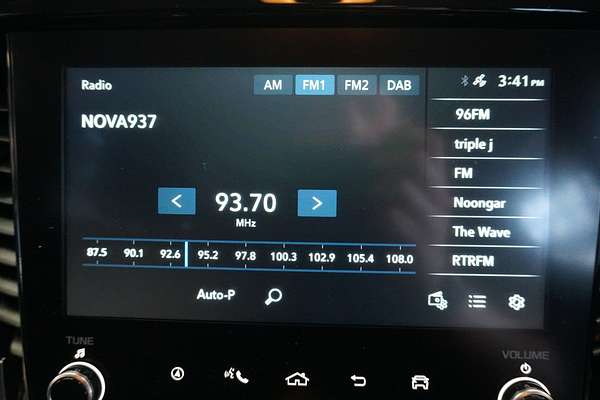 Radio
AM FM1 FM2 DAB
3:41PM
NOVA937
96FM
triple j
FM
Noongar
The Wave
RTRFM
93.70
MHz
87.5 90.1 92.6 95.2 97.8 100.3 102.9 105.4 108.0
Auto-P
TUNE
VOLUME